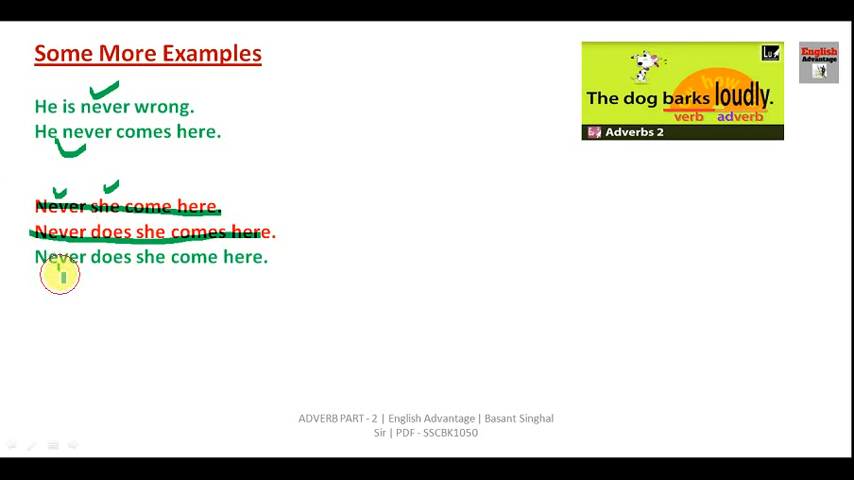 Some More Examples
He is never wrong.
He never comes here.
Never she come here.
Never does she comes here.
Never does she come here.
The dog barks loudly.
verb adverb
Adverbs 2
English
Advantage
ADVERB PART - 2 | English Advantage | Basant Singhal
Sir | PDF - SSCBK1050